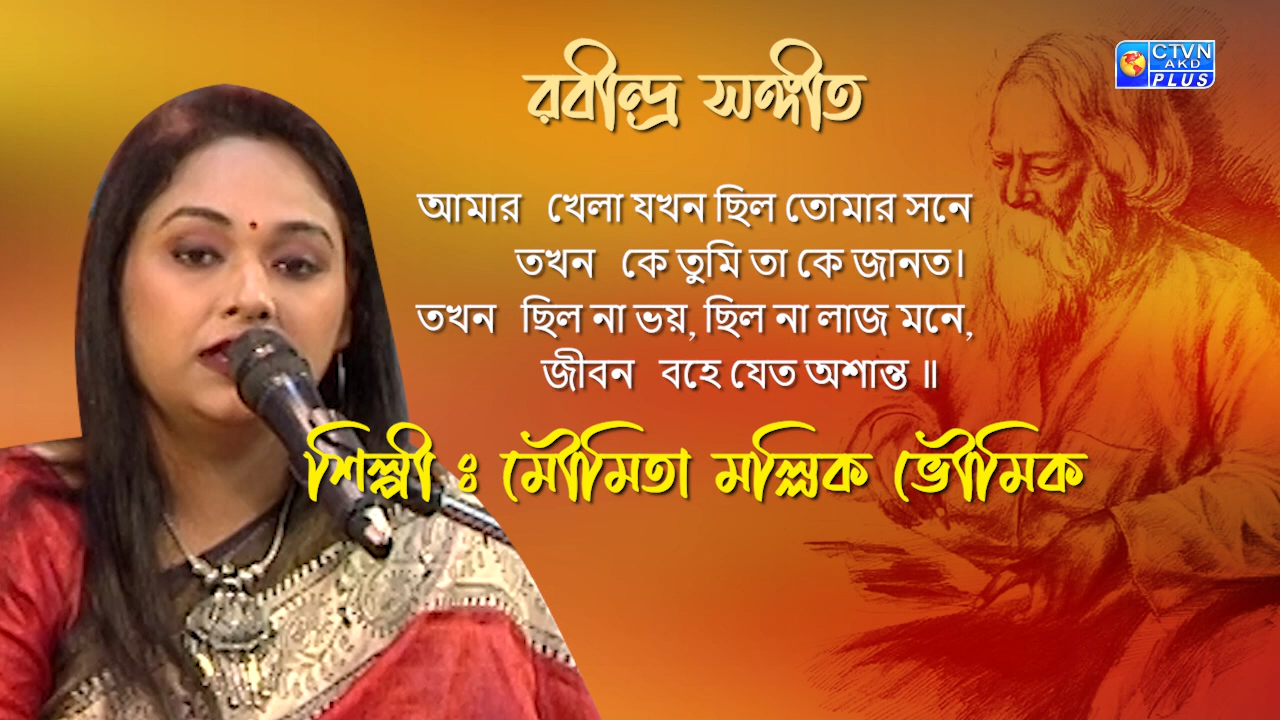 রবীন্দ্র সঙ্গীত
CTVN
AKD
PLUS
আমার খেলা যখন ছিল তোমার সনে
তখন কে তুমি তা কে জানত।
তখন ছিল না ভয়, ছিল না লাজ মনে,
জীবন বহে যেত অশান্ত ॥
শিল্পী ঃ মৌমিতা মল্লিক ভৌমিক